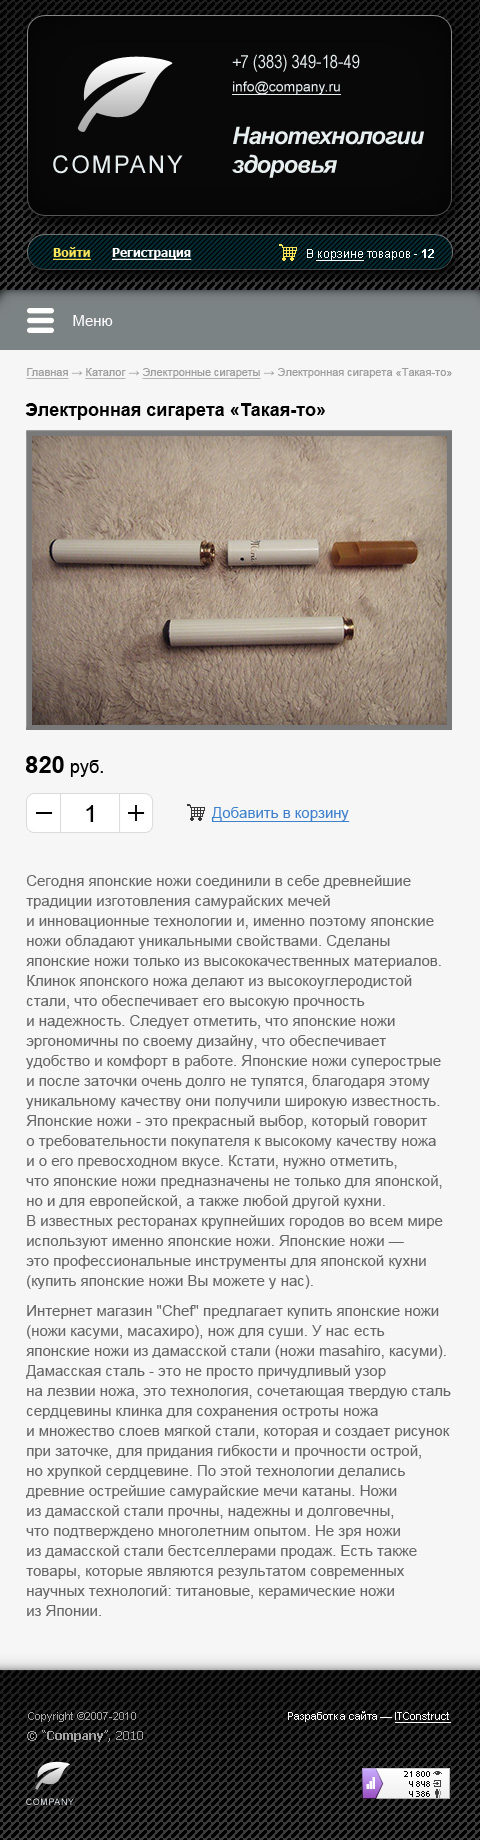 +7 (383) 349-18-49
info@company.ru
COMPANY
Нанотехнологии
здоровья
Войти Регистрация В корзине товаров - 12
Меню
Главная → Каталог → Электронные сигареты → Электронная сигарета «Такая-то»
Электронная сигарета «Такая-то»
820 руб.
— 1 + Добавить в корзину
Сегодня японские ножи соединили в себе древнейшие
традиции изготовления самурайских мечей
и инновационные технологии и, именно поэтому японские
ножи обладают уникальными свойствами. Сделаны
японские ножи только из высококачественных материалов.
Клинок японского ножа делают из высокоуглеродистой
стали, что обеспечивает его высокую прочность
и надежность. Следует отметить, что японские ножи
эргономичны по своему дизайну, что обеспечивает
удобство и комфорт в работе. Японские ножи суперострые
и после заточки очень долго не тупятся, благодаря этому
уникальному качеству они получили широкую известность.
Японские ножи - это прекрасный выбор, который говорит
о требовательности покупателя к высокому качеству ножа
и о его превосходном вкусе. Кстати, нужно отметить,
что японские ножи предназначены не только для японской,
но и для европейской, а также любой другой кухни.
В известных ресторанах крупнейших городов во всем мире
используют именно японские ножи. Японские ножи —
это профессиональные инструменты для японской кухни
(купить японские ножи Вы можете у нас).
Интернет магазин "Chef" предлагает купить японские ножи
(ножи касуми, масахиро), нож для суши. У нас есть
японские ножи из дамасской стали (ножи masahiro, касуми).
Дамасская сталь - это не просто причудливый узор
на лезвии ножа, это технология, сочетающая твердую сталь
сердцевины клинка для сохранения остроты ножа
и множество слоев мягкой стали, которая и создает рисунок
при заточке, для придания гибкости и прочности острой,
но хрупкой сердцевине. По этой технологии делались
древние острейшие самурайские мечи катаны. Ножи
из дамасской стали прочны, надежны и долговечны,
что подтверждено многолетним опытом. Не зря ножи
из дамасской стали бестселлерами продаж. Есть также
товары, которые являются результатом современных
научных технологий: титановые, керамические ножи
из Японии.
Copyright ©2007-2010 Разработка сайта — ITConstruct
© "Company", 2010
COMPANY
21 800
4 848
4 386